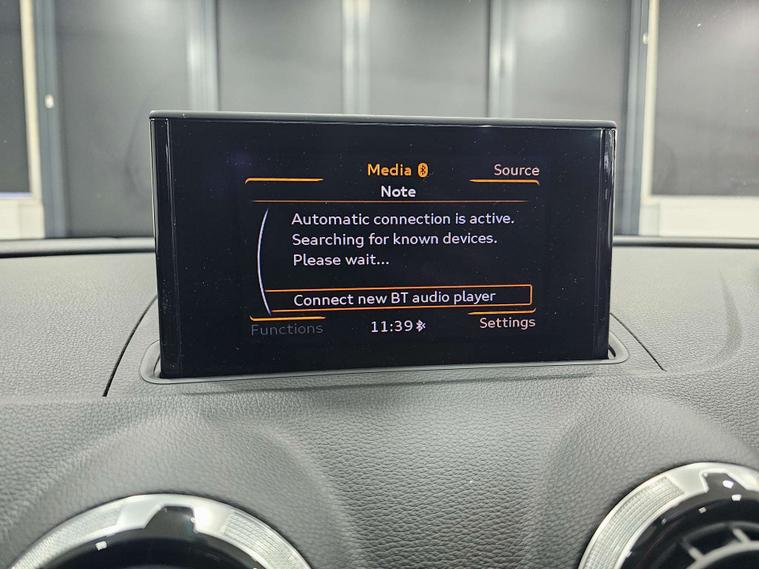 Media
Source
Note
Automatic connection is active.
Searching for known devices.
Please wait...
Connect new BT audio player
Functions
11:39
Settings